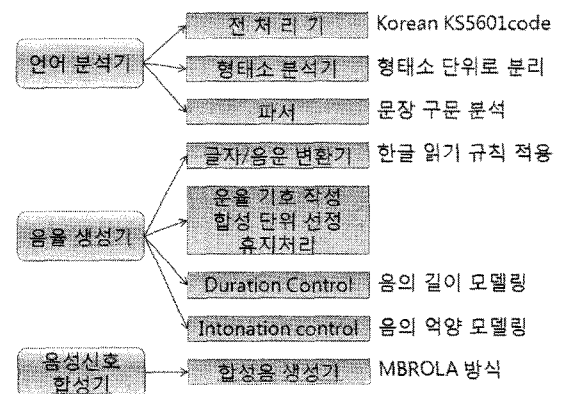 언어 분석기
전 처 리 기
Korean KS5601code
형태소 분석기
형태소 단위로 분리
파서
문장 구문 분석
음율 생성기
글자/음운 변환기
한글 읽기 규칙 적용
운율 기호 작성
합성 단위 선정
휴지처리
Duration Control
음의 길이 모델링
Intonation control
음의 억양 모델링
음성신호
합성기
합성음 생성기
MBROLA 방식